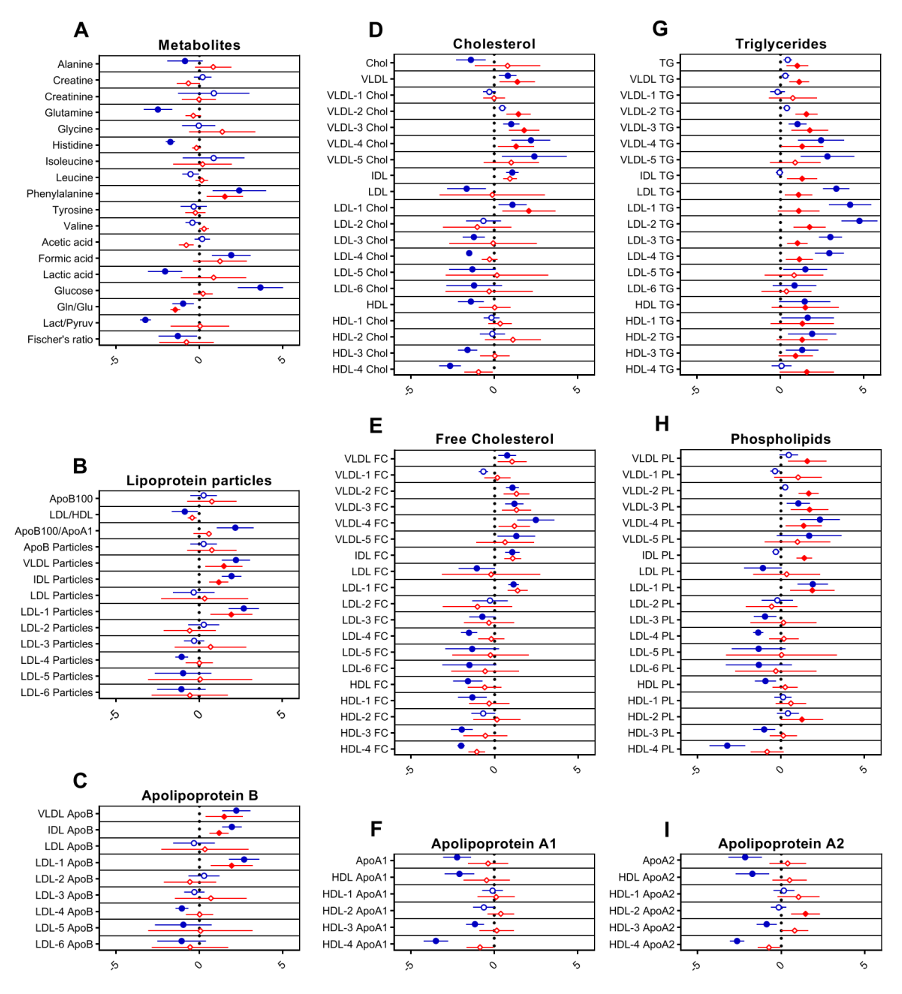 A
Metabolites
Alanine
Creatine
Creatinine
Glutamine
Glycine
Histidine
Isoleucine
Leucine
Phenylalanine
Tyrosine
Valine
Acetic acid
Formic acid
Lactic acid
Glucose
Gln/Glu
Lact/Pyruv
Fischer's ratio
-5
0
5
B
Lipoprotein particles
ApoB100
LDL/HDL
ApoB100/ApoA1
ApoB Particles
VLDL Particles
IDL Particles
LDL Particles
LDL-1 Particles
LDL-2 Particles
LDL-3 Particles
LDL-4 Particles
LDL-5 Particles
LDL-6 Particles
-5
0
5
C
Apolipoprotein B
VLDL ApoB
IDL ApoB
LDL ApoB
LDL-1 ApoB
LDL-2 ApoB
LDL-3 ApoB
LDL-4 ApoB
LDL-5 ApoB
LDL-6 ApoB
-5
0
5
D
Cholesterol
Chol
VLDL
VLDL-1 Chol
VLDL-2 Chol
VLDL-3 Chol
VLDL-4 Chol
VLDL-5 Chol
IDL
LDL
LDL-1 Chol
LDL-2 Chol
LDL-3 Chol
LDL-4 Chol
LDL-5 Chol
LDL-6 Chol
HDL
HDL-1 Chol
HDL-2 Chol
HDL-3 Chol
HDL-4 Chol
-5
0
5
E
Free Cholesterol
VLDL FC
VLDL-1 FC
VLDL-2 FC
VLDL-3 FC
VLDL-4 FC
VLDL-5 FC
IDL FC
LDL FC
LDL-1 FC
LDL-2 FC
LDL-3 FC
LDL-4 FC
LDL-5 FC
LDL-6 FC
HDL FC
HDL-1 FC
HDL-2 FC
HDL-3 FC
HDL-4 FC
-5
0
5
F
Apolipoprotein A1
ApoA1
HDL ApoA1
HDL-1 ApoA1
HDL-2 ApoA1
HDL-3 ApoA1
HDL-4 ApoA1
-5
0
5
G
Triglycerides
TG
VLDL TG
VLDL-1 TG
VLDL-2 TG
VLDL-3 TG
VLDL-4 TG
VLDL-5 TG
IDL TG
LDL TG
LDL-1 TG
LDL-2 TG
LDL-3 TG
LDL-4 TG
LDL-5 TG
LDL-6 TG
HDL TG
HDL-1 TG
HDL-2 TG
HDL-3 TG
HDL-4 TG
-5
0
5
H
Phospholipids
VLDL PL
VLDL-1 PL
VLDL-2 PL
VLDL-3 PL
VLDL-4 PL
VLDL-5 PL
IDL PL
LDL PL
LDL-1 PL
LDL-2 PL
LDL-3 PL
LDL-4 PL
LDL-5 PL
LDL-6 PL
HDL PL
HDL-1 PL
HDL-2 PL
HDL-3 PL
HDL-4 PL
-5
0
5
I
Apolipoprotein A2
ApoA2
HDL ApoA2
HDL-1 ApoA2
HDL-2 ApoA2
HDL-3 ApoA2
HDL-4 ApoA2
-5
0
5